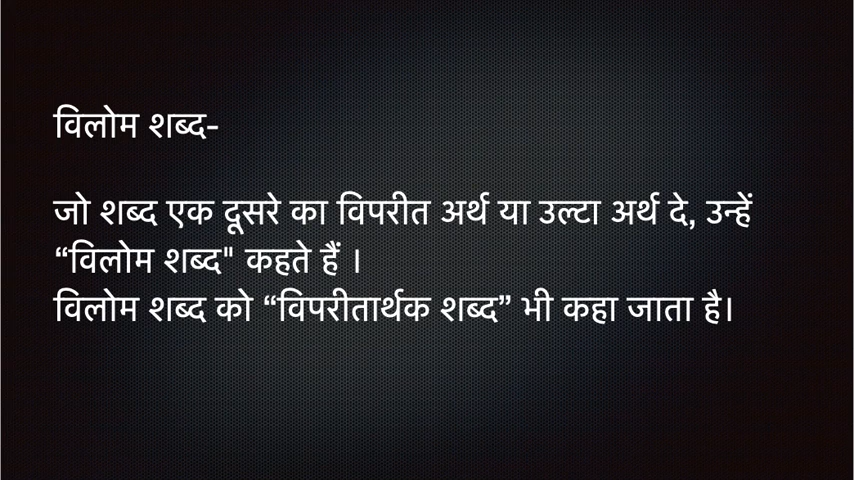 विलोम शब्द-
जो शब्द एक दूसरे का विपरीत अर्थ या उल्टा अर्थ दे, उन्हें
“विलोम शब्द" कहते हैं ।
विलोम शब्द को “विपरीतार्थक शब्द” भी कहा जाता है।